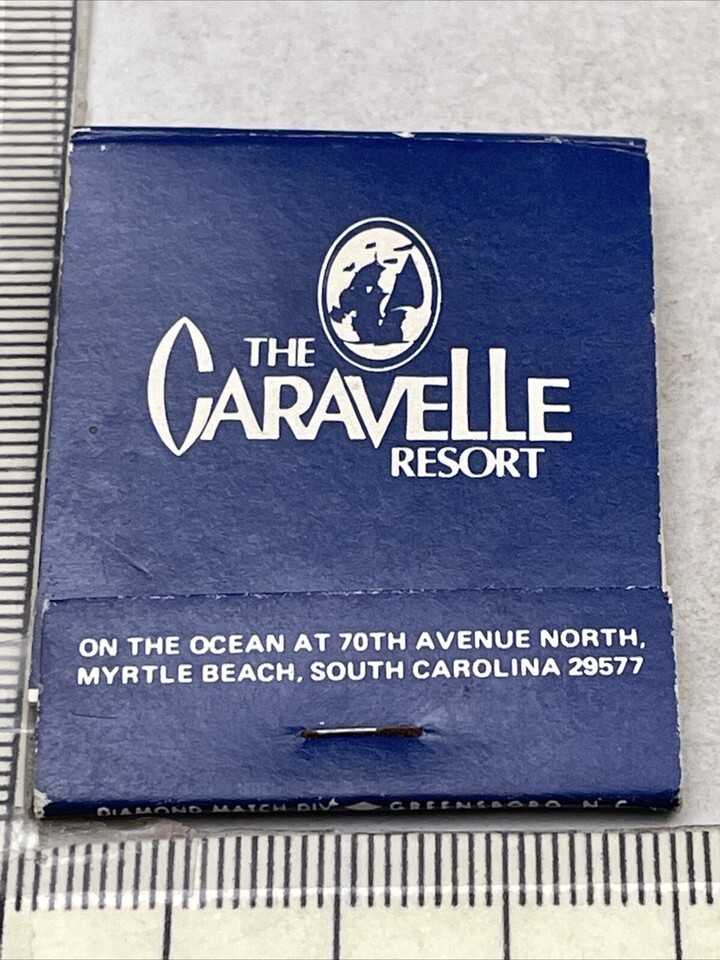 THE
CARAVELLE
RESORT
ON THE OCEAN AT 70TH AVENUE NORTH,
MYRTLE BEACH, SOUTH CAROLINA 29577
DIAMOND MATCH DIV. GREENSBORO, N.C.